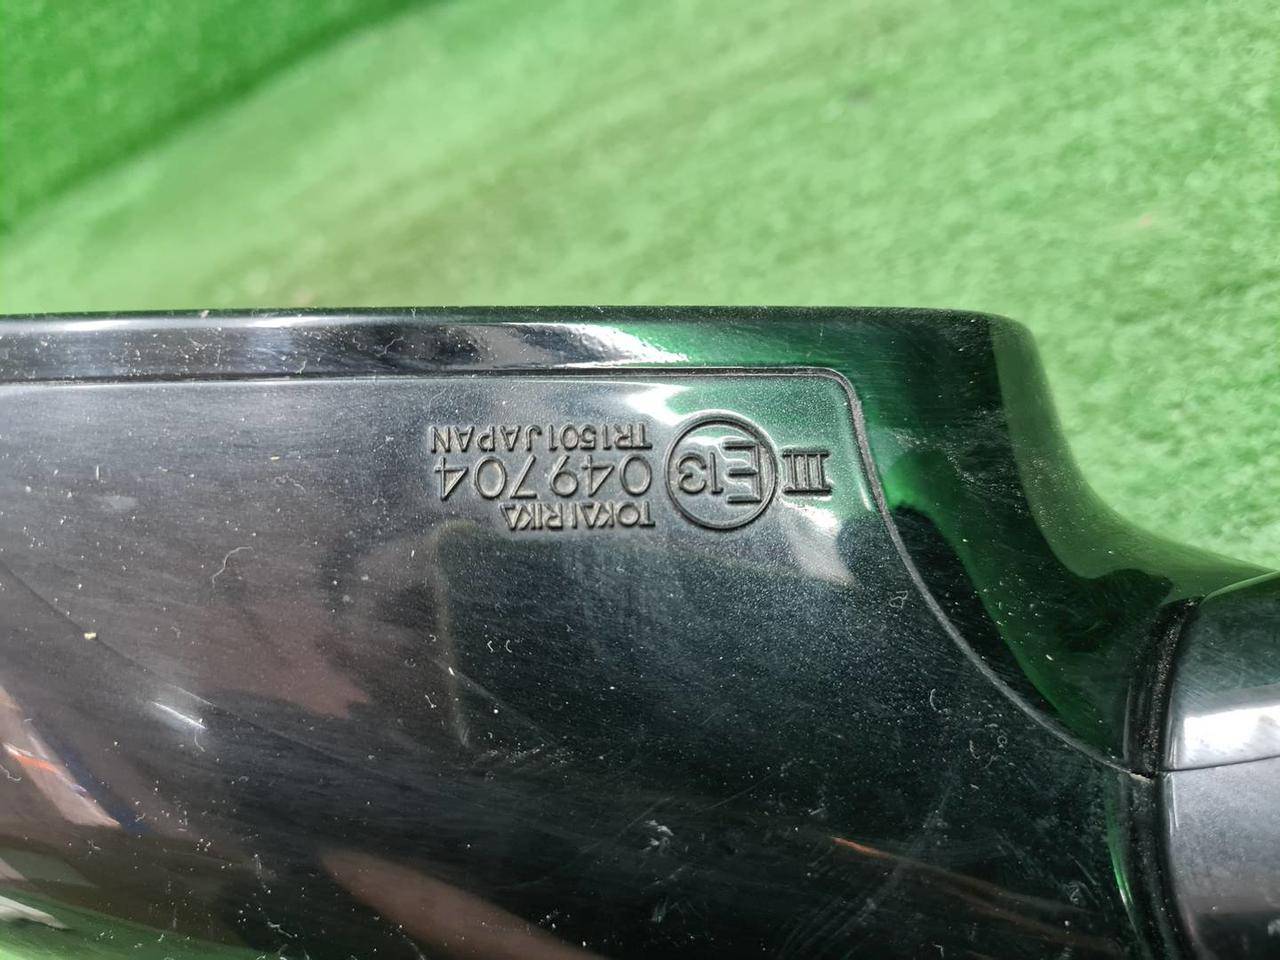 TOKAI RIKA
III E13 049704
TR1501 JAPAN